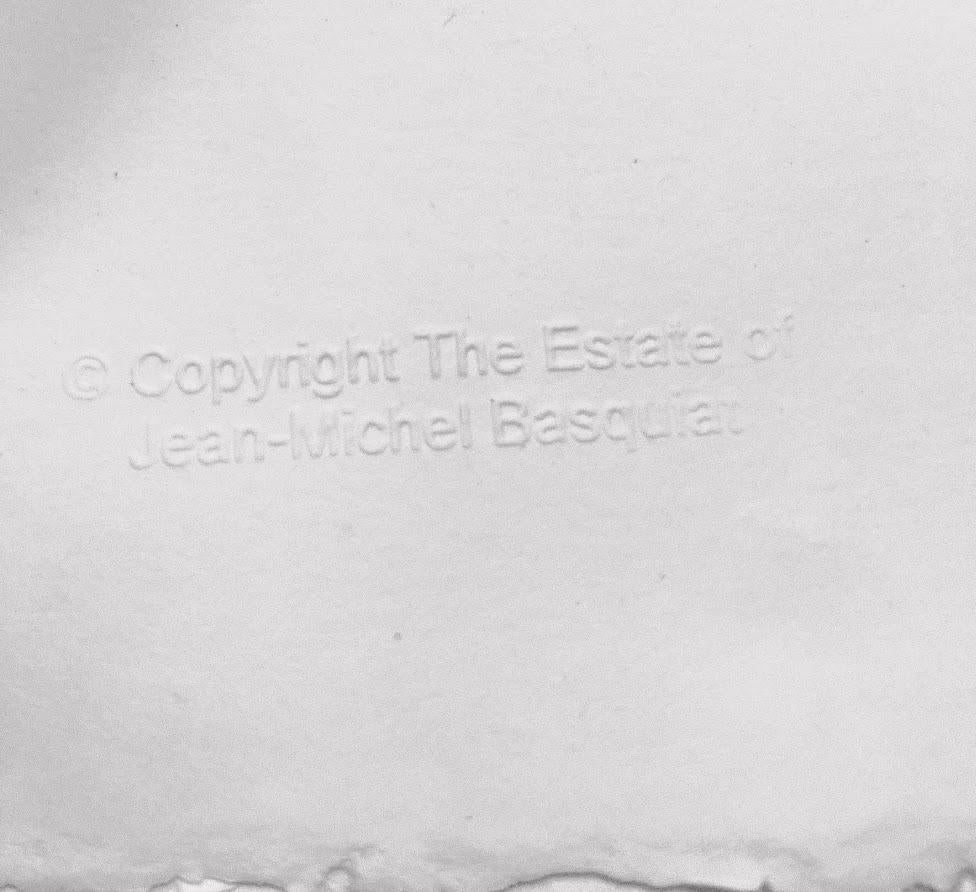 © Copyright The Estate of
Jean-Michel Basquiat